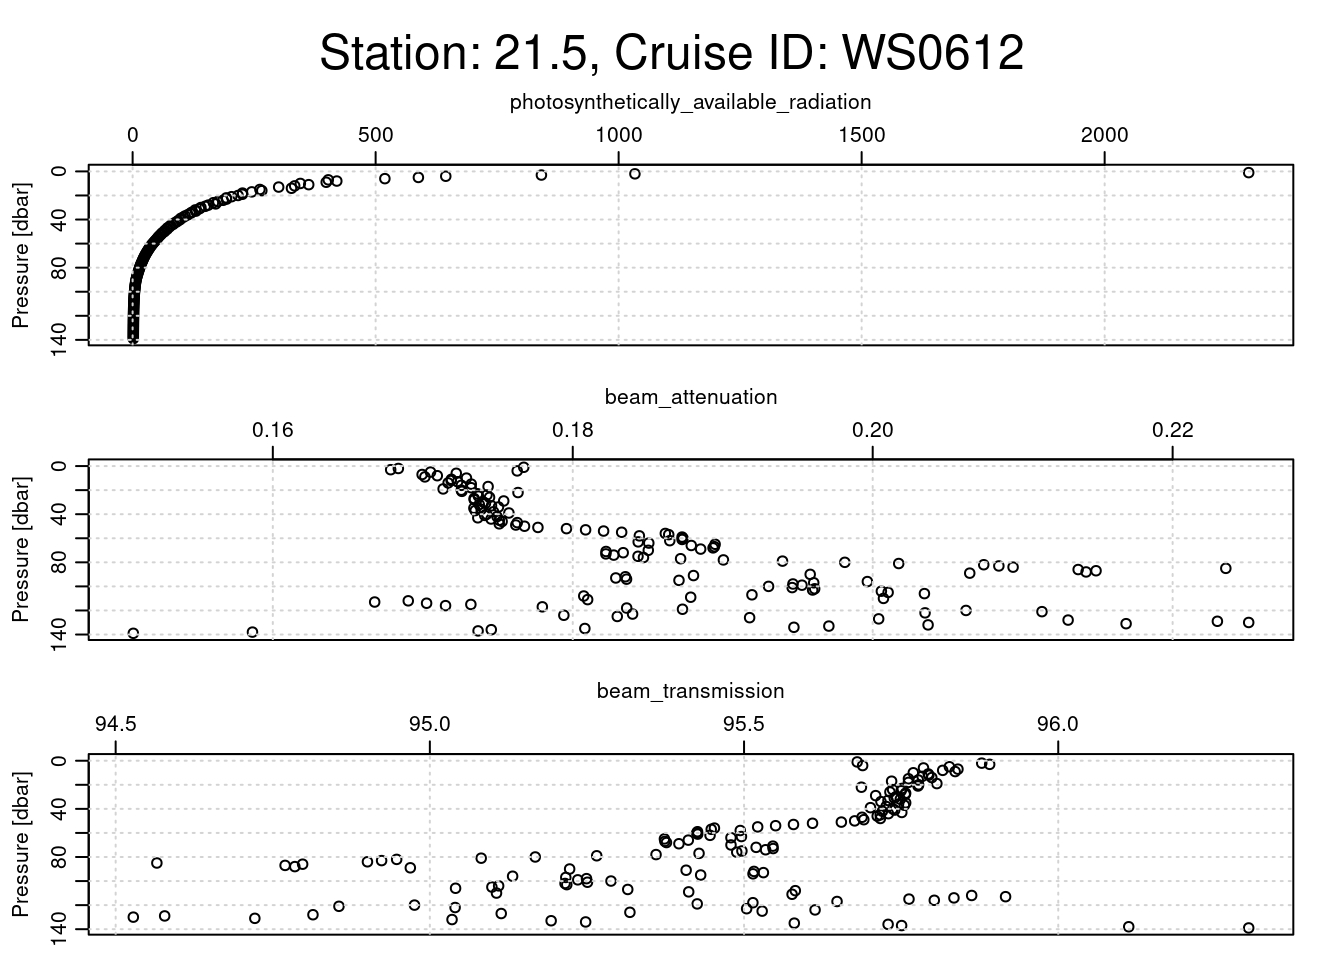 Station: 21.5, Cruise ID: WS0612
photosynthetically_available_radiation
0 500 1000 1500 2000
Pressure [dbar]
0 40 80 140
beam_attenuation
0.16 0.18 0.20 0.22
Pressure [dbar]
0 40 80 140
beam_transmission
94.5 95.0 95.5 96.0
Pressure [dbar]
0 40 80 140